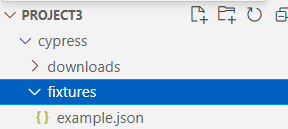 PROJECT3
cypress
downloads
fixtures
{ } example.json